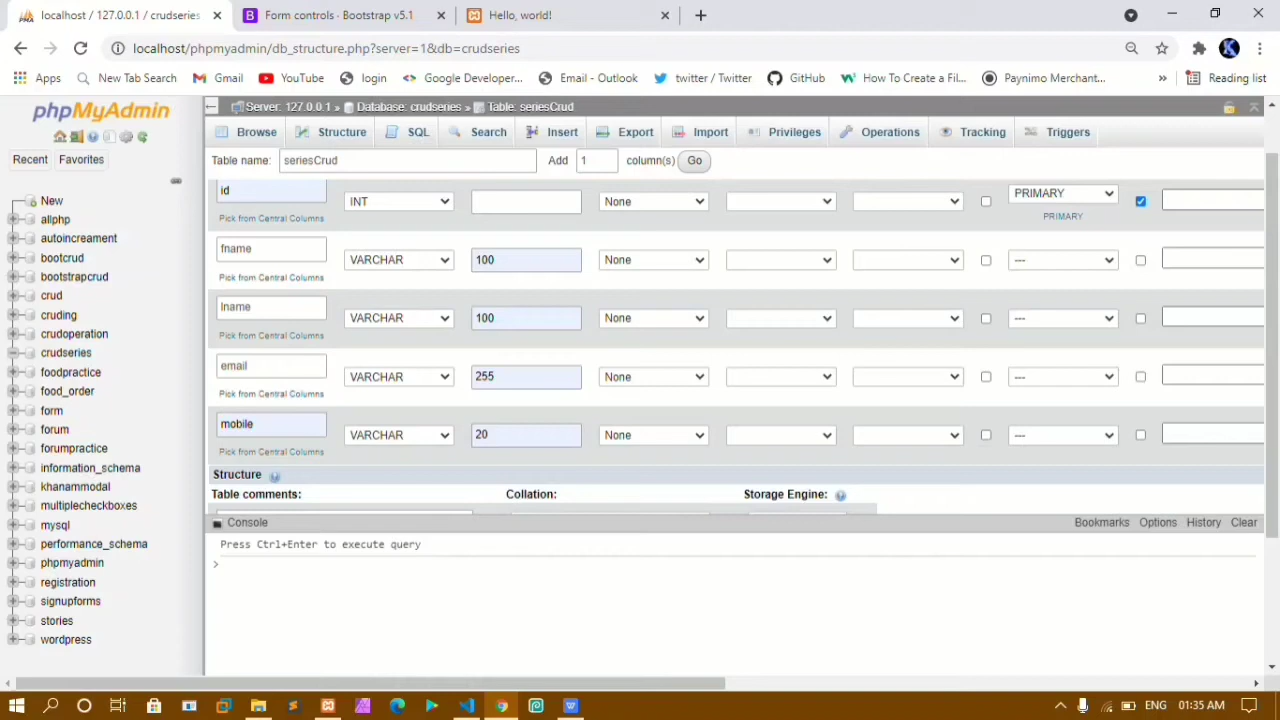 localhost / 127.0.0.1 / crudseries
Form controls · Bootstrap v5.1
Hello, world!
localhost/phpmyadmin/db_structure.php?server=1&db=crudseries
Apps New Tab Search Gmail YouTube login Google Developer... Email - Outlook twitter / Twitter GitHub How To Create a Fil... Paynimo Merchant... » Reading list
phpMyAdmin
Recent Favorites
New
allphp
autoincreament
bootcrud
bootstrapcrud
crud
cruding
crudoperation
crudseries
foodpractice
food_order
form
forum
forumpractice
information_schema
khanammodal
multiplecheckboxes
mysql
performance_schema
phpmyadmin
registration
signupforms
stories
wordpress
Server: 127.0.0.1 » Database: crudseries » Table: seriesCrud
Browse Structure SQL Search Insert Export Import Privileges Operations Tracking Triggers
Table name: seriesCrud Add 1 column(s) Go
id INT None PRIMARY
Pick from Central Columns PRIMARY
fname VARCHAR 100 None ---
Pick from Central Columns
lname VARCHAR 100 None ---
Pick from Central Columns
email VARCHAR 255 None ---
Pick from Central Columns
mobile VARCHAR 20 None ---
Pick from Central Columns
Structure
Table comments: Collation: Storage Engine:
Console Bookmarks Options History Clear
Press Ctrl+Enter to execute query
>
ENG 01:35 AM